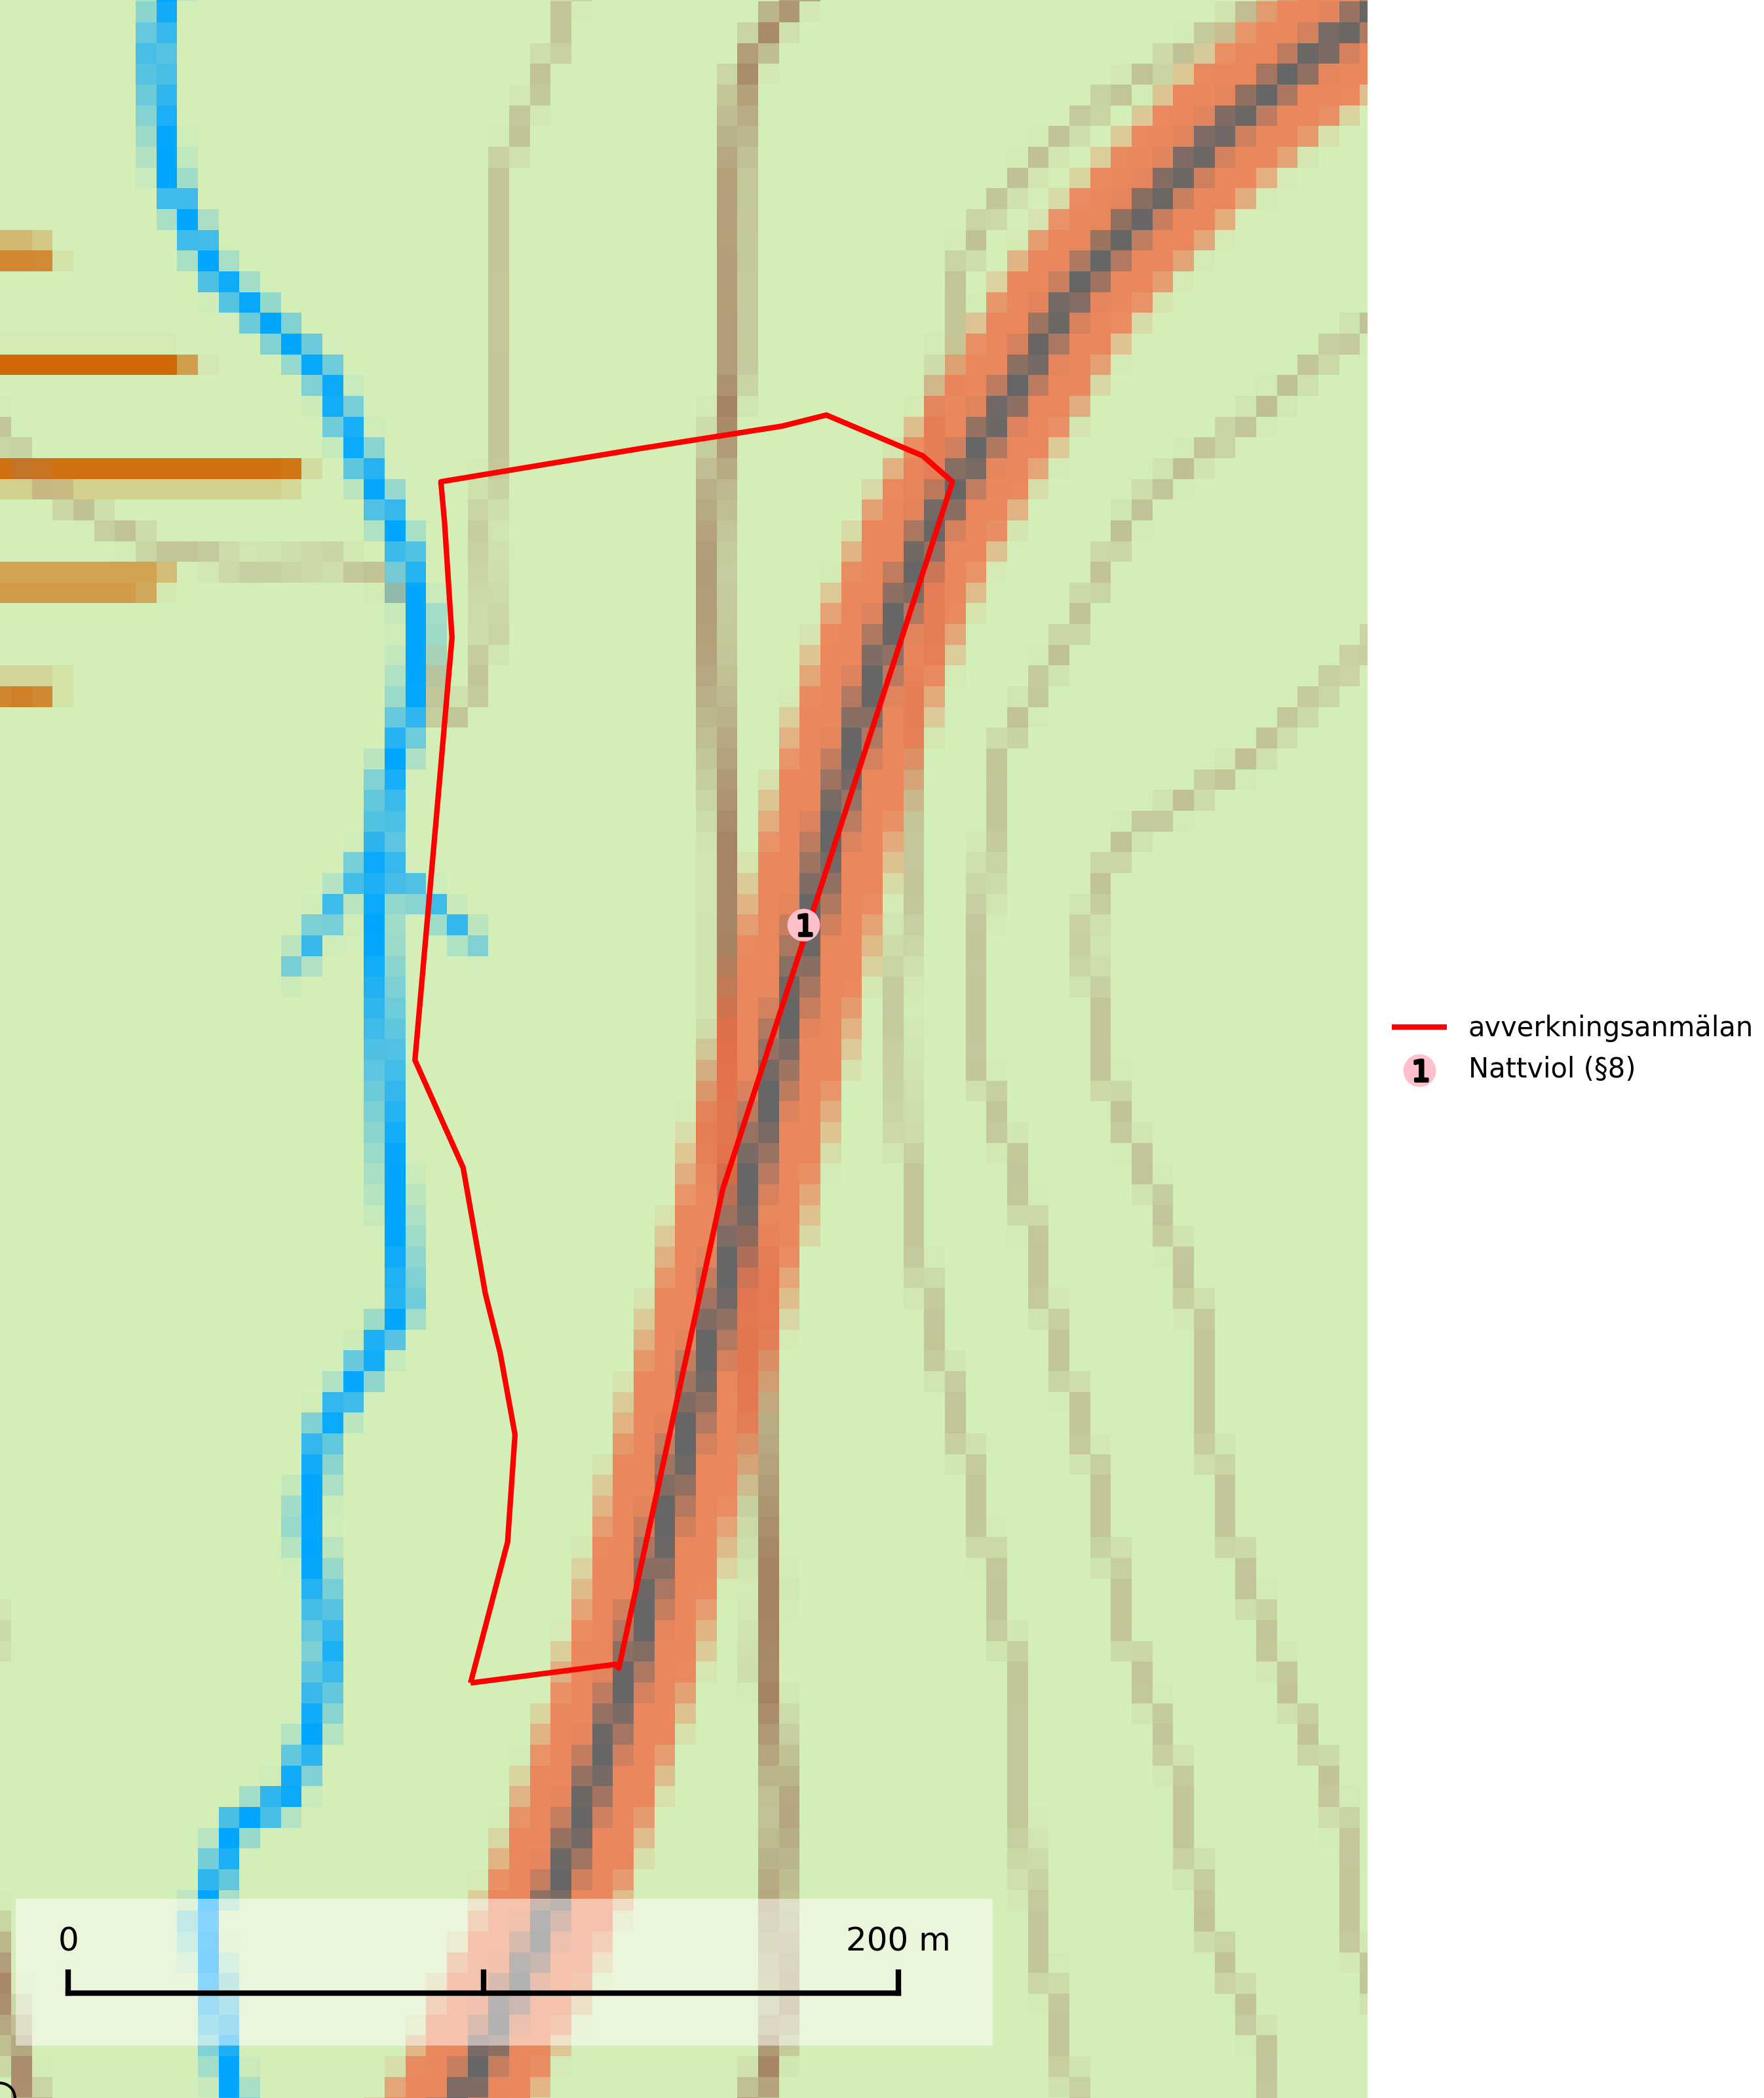 1
avverkningsanmälan
1 Nattviol (§8)
0 200 m